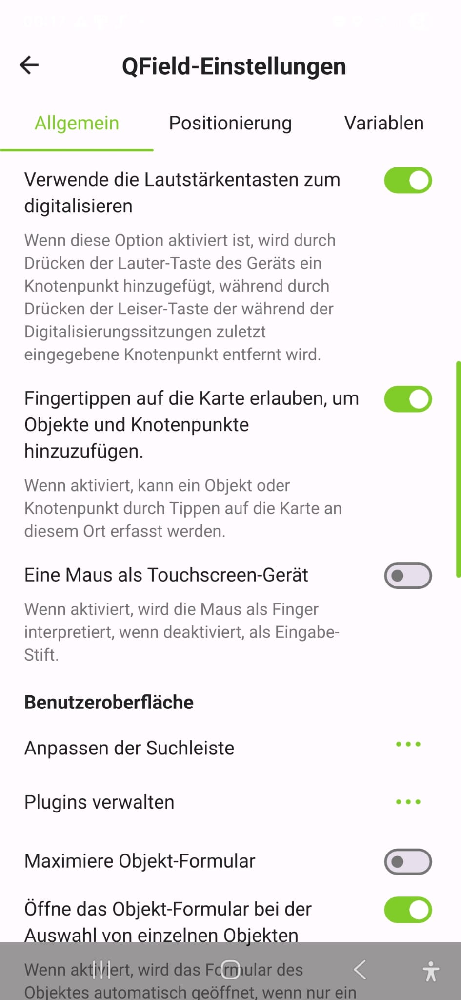 QField-Einstellungen
Allgemein
Positionierung
Variablen
Verwende die Lautstärkentasten zum
digitalisieren
Wenn diese Option aktiviert ist, wird durch
Drücken der Lauter-Taste des Geräts ein
Knotenpunkt hinzugefügt, während durch
Drücken der Leiser-Taste der während der
Digitalisierungssitzungen zuletzt
eingegebene Knotenpunkt entfernt wird.
Fingertippen auf die Karte erlauben, um
Objekte und Knotenpunkte
hinzuzufügen.
Wenn aktiviert, kann ein Objekt oder
Knotenpunkt durch Tippen auf die Karte an
diesem Ort erfasst werden.
Eine Maus als Touchscreen-Gerät
Wenn aktiviert, wird die Maus als Finger
interpretiert, wenn deaktiviert, als Eingabe-
Stift.
Benutzeroberfläche
Anpassen der Suchleiste
Plugins verwalten
Maximiere Objekt-Formular
Öffne das Objekt-Formular bei der
Auswahl von einzelnen Objekten
Wenn aktiviert, wird das Formular des
Objektes automatisch geöffnet, wenn nur ein